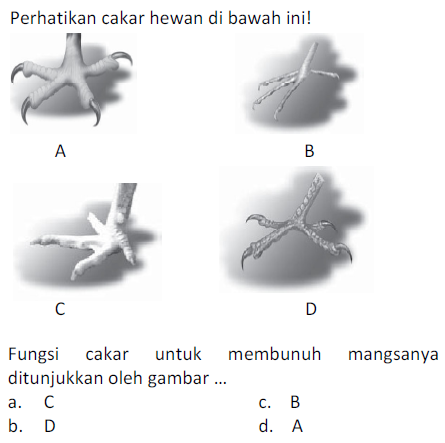 Perhatikan cakar hewan di bawah ini!
A
B
C
D
Fungsi cakar untuk membunuh mangsanya
ditunjukkan oleh gambar ...
a. C
c. B
b. D
d. A